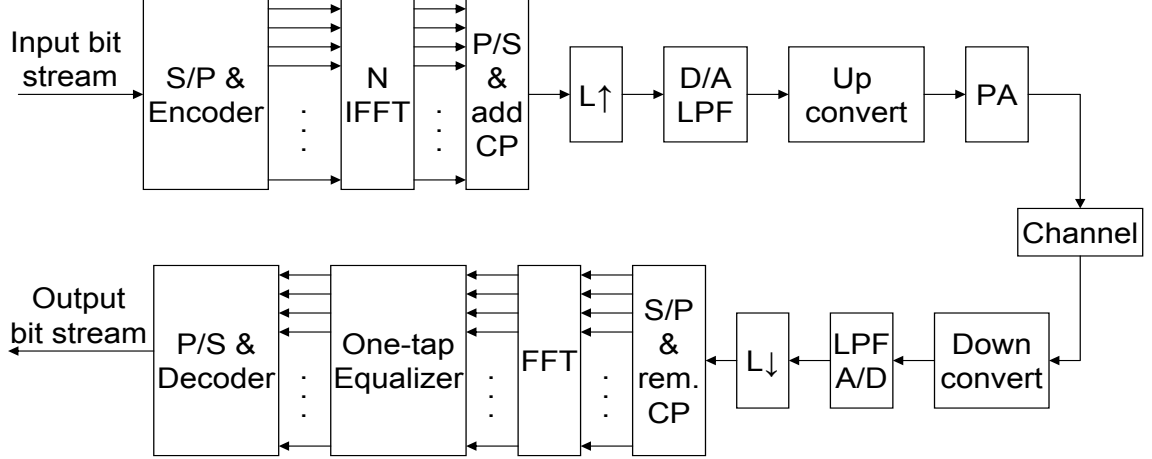 Input bit
stream
S/P &
Encoder
N
IFFT
P/S
&
add
CP
L↑
D/A
LPF
Up
convert
PA
Channel
Down
convert
LPF
A/D
L↓
S/P
&
rem.
CP
FFT
One-tap
Equalizer
P/S &
Decoder
Output
bit stream